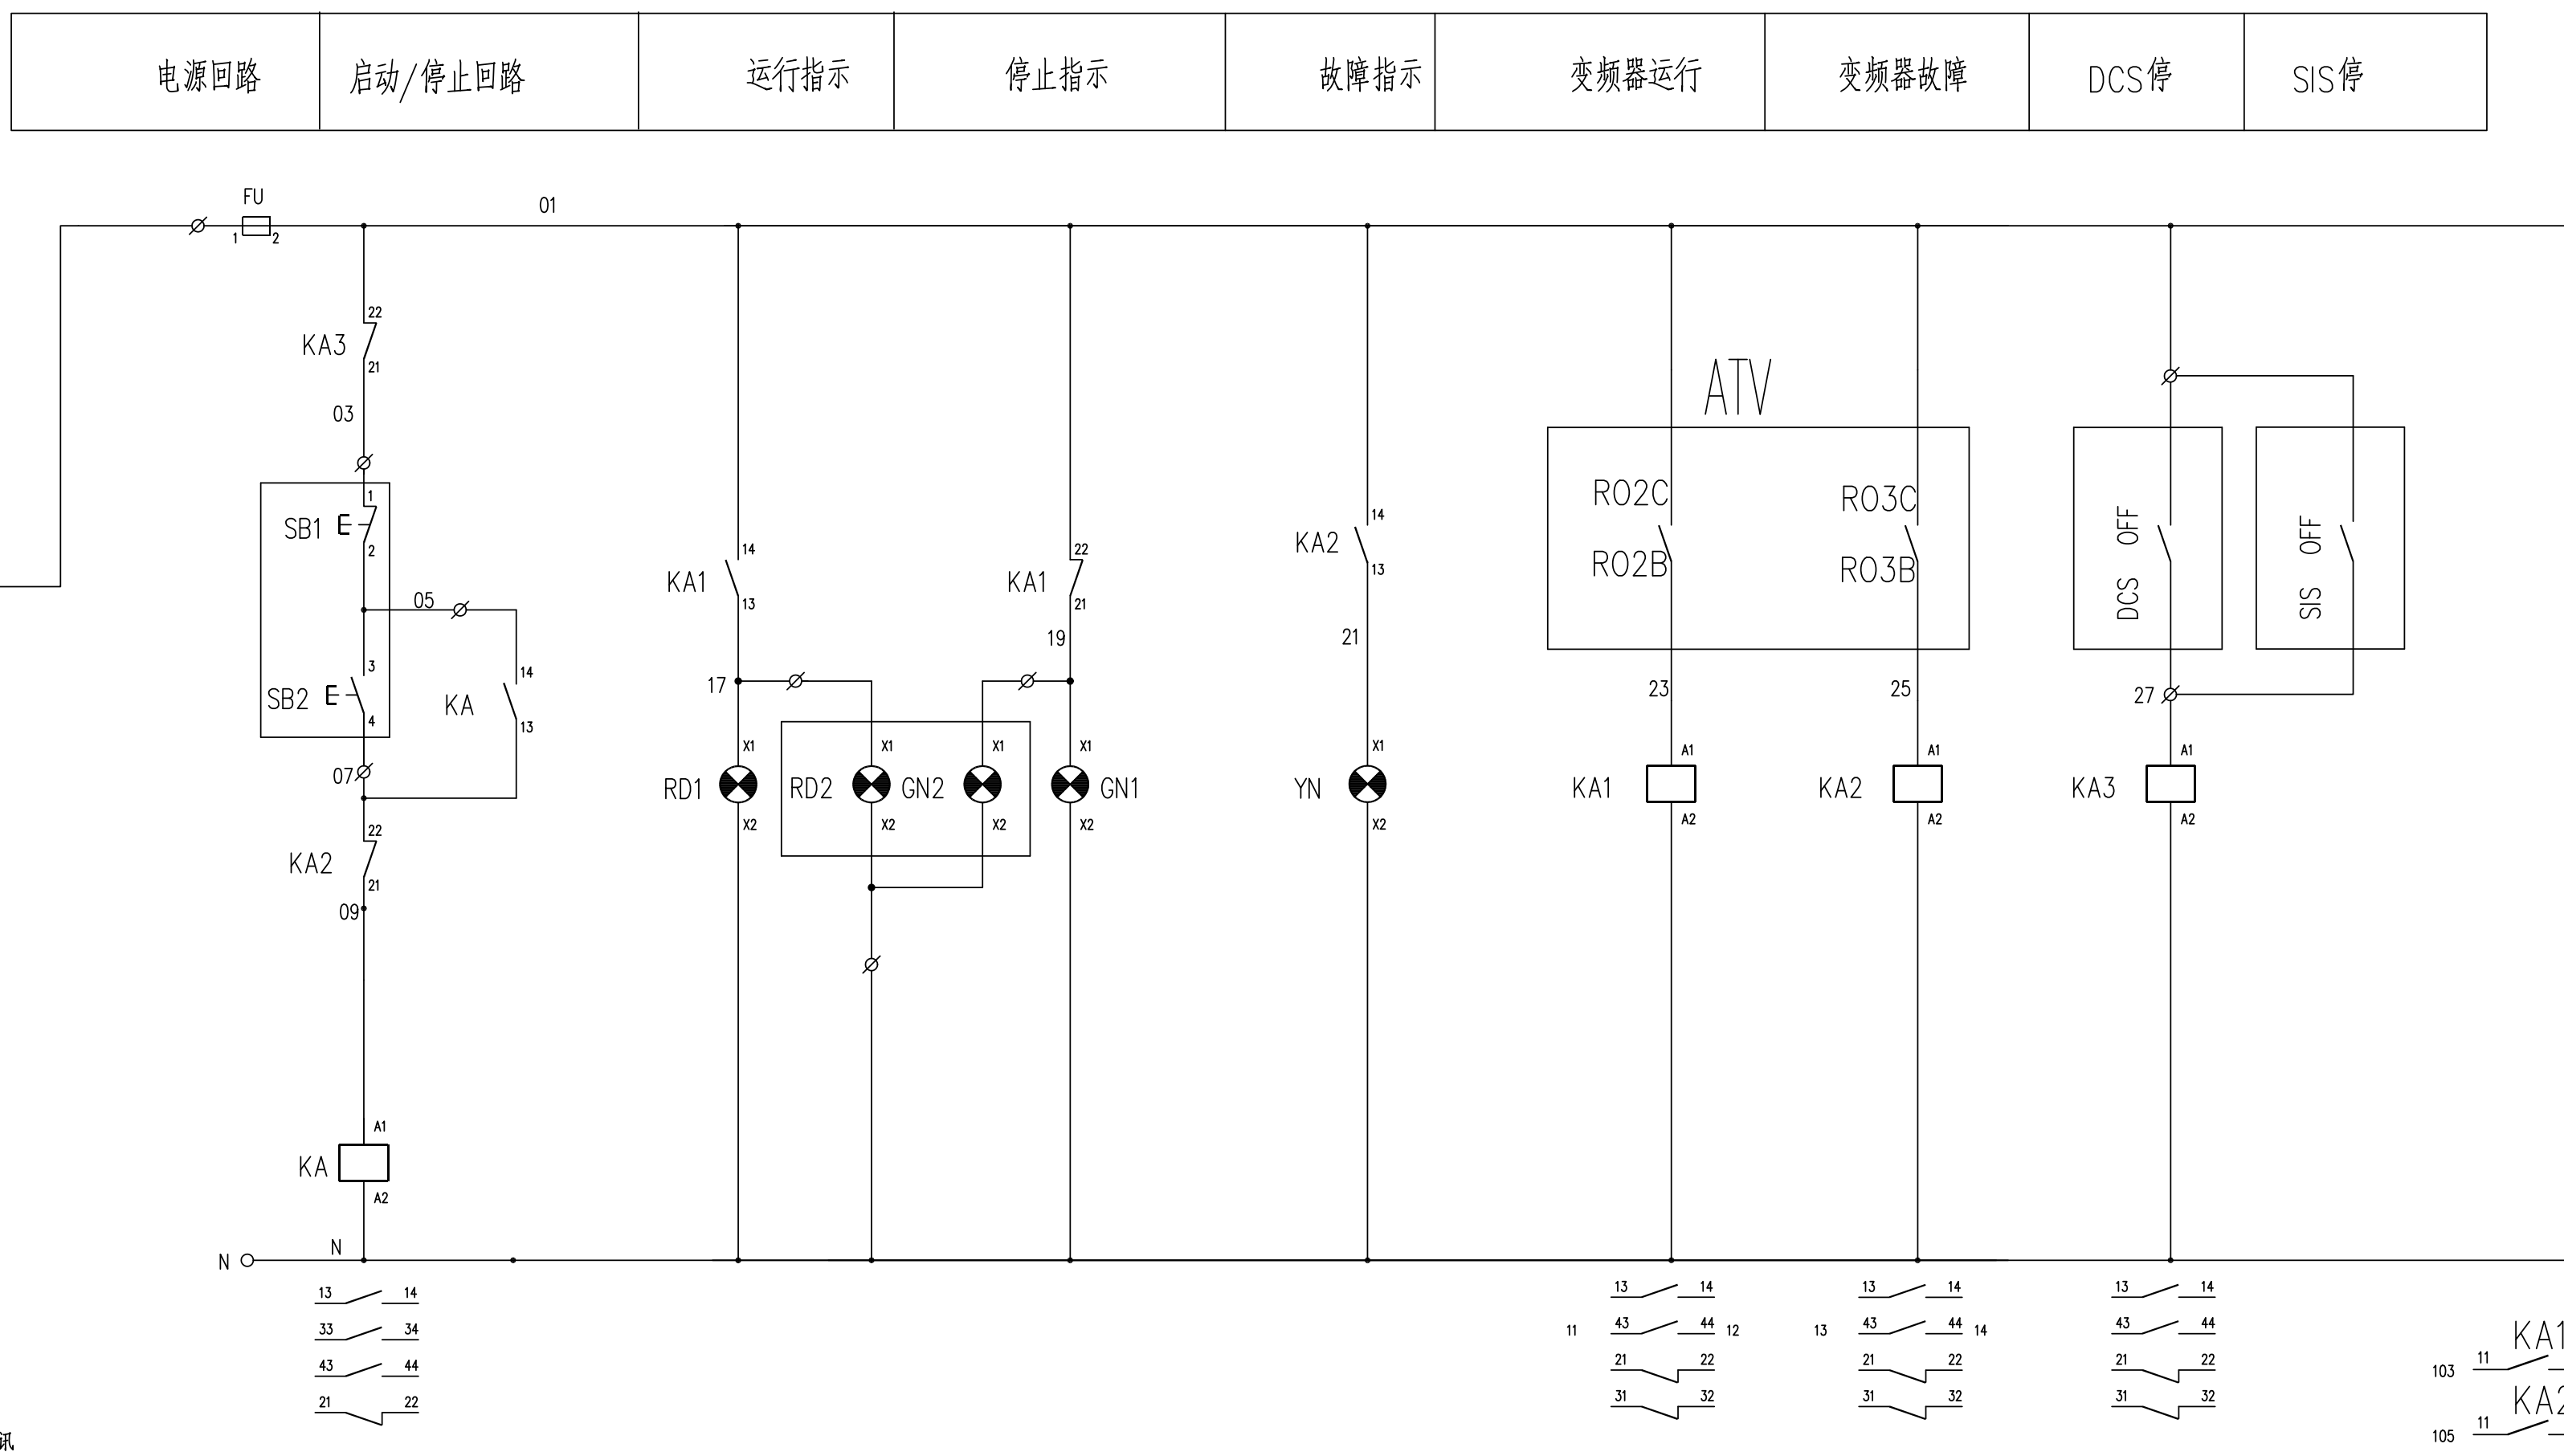 电源回路 启动/停止回路 运行指示 停止指示 故障指示 变频器运行 变频器故障 DCS停 SIS停
FU
01
1 2
22
KA3
21
03
ATV
1
SB1
2
RO2C RO3C
14
KA2
13
RO2B RO3B
DCS OFF
SIS OFF
14 22
KA1 KA1
13 21
05
19 21
3 14
SB2 KA
4 13
17 23 25 27
07
X1 X1 X1 X1 X1 A1 A1 A1
RD1 RD2 GN2 GN1 YN KA1 KA2 KA3
X2 X2 X2 X2 X2 A2 A2 A2
22
KA2
21
09
A1
KA
A2
N N
13 14 13 14 13 14 13 14
33 34 11 43 44 12 13 43 44 14 43 44
43 44 21 22 21 22 21 22
21 22 31 32 31 32 31 32
KA1
103 11
KA2
105 11
讯